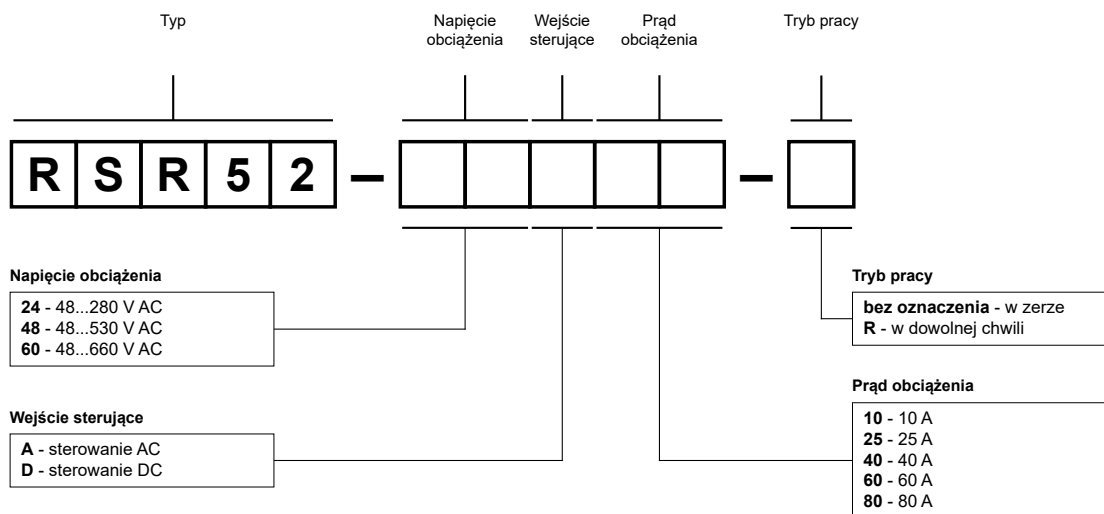 Typ
Napięcie
obciążenia
Wejście
sterujące
Prąd
obciążenia
Tryb pracy
R S R 5 2 – –
Napięcie obciążenia
24 - 48...280 V AC
48 - 48...530 V AC
60 - 48...660 V AC
Wejście sterujące
A - sterowanie AC
D - sterowanie DC
Tryb pracy
bez oznaczenia - w zerze
R - w dowolnej chwili
Prąd obciążenia
10 - 10 A
25 - 25 A
40 - 40 A
60 - 60 A
80 - 80 A